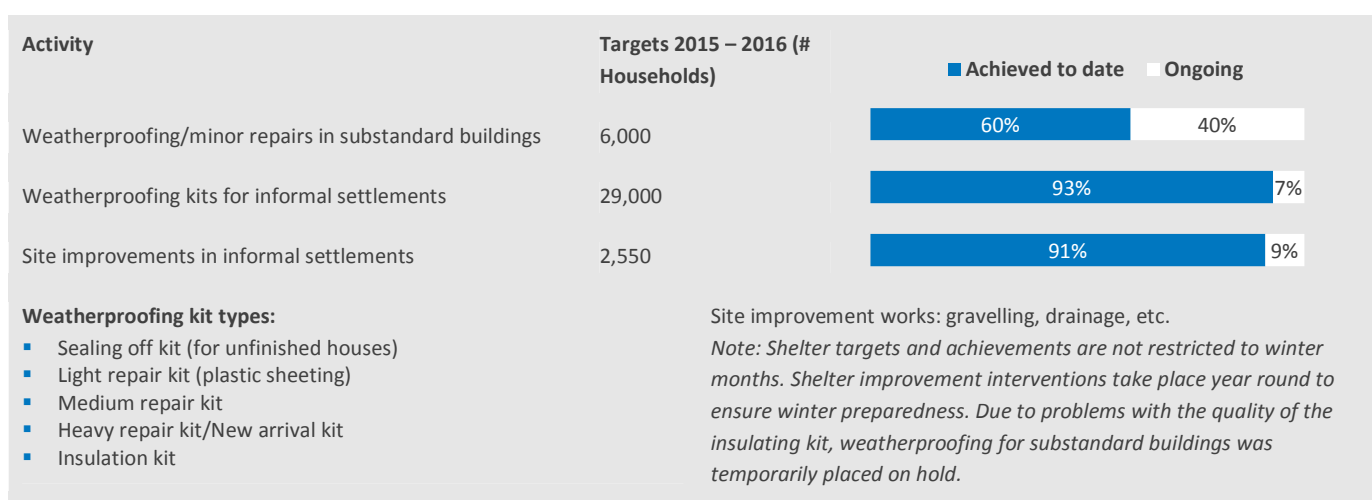 Activity
Targets 2015 – 2016 (#
Households)
Achieved to date Ongoing
Weatherproofing/minor repairs in substandard buildings 6,000 60% 40%
Weatherproofing kits for informal settlements 29,000 93% 7%
Site improvements in informal settlements 2,550 91% 9%
Weatherproofing kit types:
▪ Sealing off kit (for unfinished houses)
▪ Light repair kit (plastic sheeting)
▪ Medium repair kit
▪ Heavy repair kit/New arrival kit
▪ Insulation kit
Site improvement works: gravelling, drainage, etc.
Note: Shelter targets and achievements are not restricted to winter
months. Shelter improvement interventions take place year round to
ensure winter preparedness. Due to problems with the quality of the
insulating kit, weatherproofing for substandard buildings was
temporarily placed on hold.